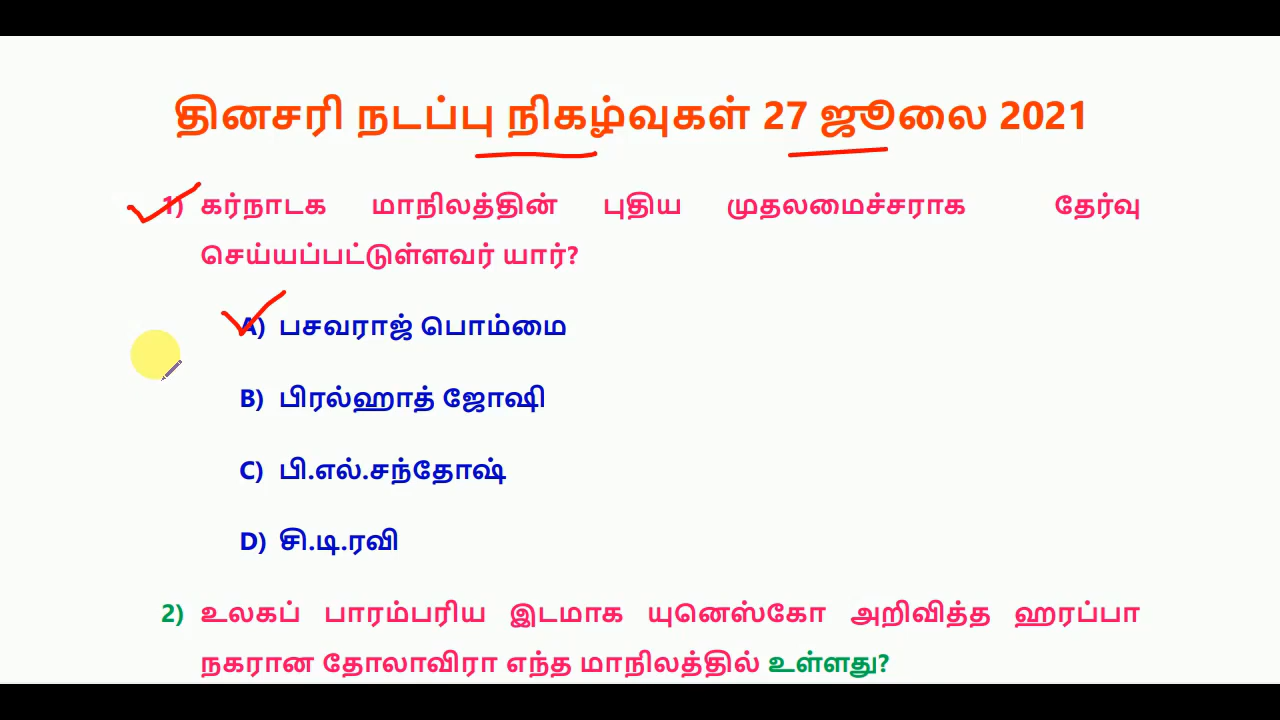 தினசரி நடப்பு நிகழ்வுகள் 27 ஜூலை 2021
1) கர்நாடக மாநிலத்தின் புதிய முதலமைச்சராக தேர்வு
செய்யப்பட்டுள்ளவர் யார்?
A) பசவராஜ் பொம்மை
B) பிரல்ஹாத் ஜோஷி
C) பி.எல்.சந்தோஷ்
D) சி.டி.ரவி
2) உலகப் பாரம்பரிய இடமாக யுனெஸ்கோ அறிவித்த ஹரப்பா
நகரான தோலாவிரா எந்த மாநிலத்தில் உள்ளது?